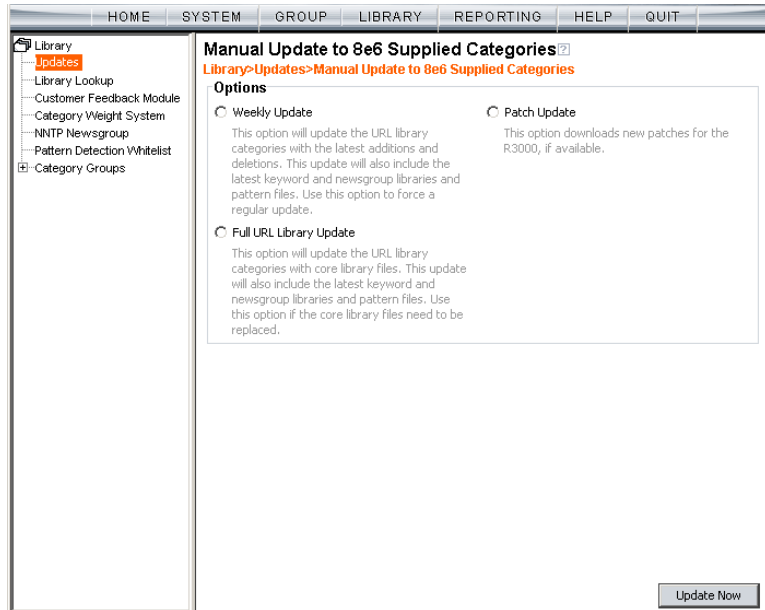 HOME SYSTEM GROUP LIBRARY REPORTING HELP QUIT
Library
Updates
Library Lookup
Customer Feedback Module
Category Weight System
NNTP Newsgroup
Pattern Detection Whitelist
Category Groups
Manual Update to 8e6 Supplied Categories
Library>Updates>Manual Update to 8e6 Supplied Categories
Options
Weekly Update
This option will update the URL library
categories with the latest additions and
deletions. This update will also include the
latest keyword and newsgroup libraries and
pattern files. Use this option to force a
regular update.
Full URL Library Update
This option will update the URL library
categories with core library files. This update
will also include the latest keyword and
newsgroup libraries and pattern files. Use
this option if the core library files need to be
replaced.
Patch Update
This option downloads new patches for the
R3000, if available.
Update Now